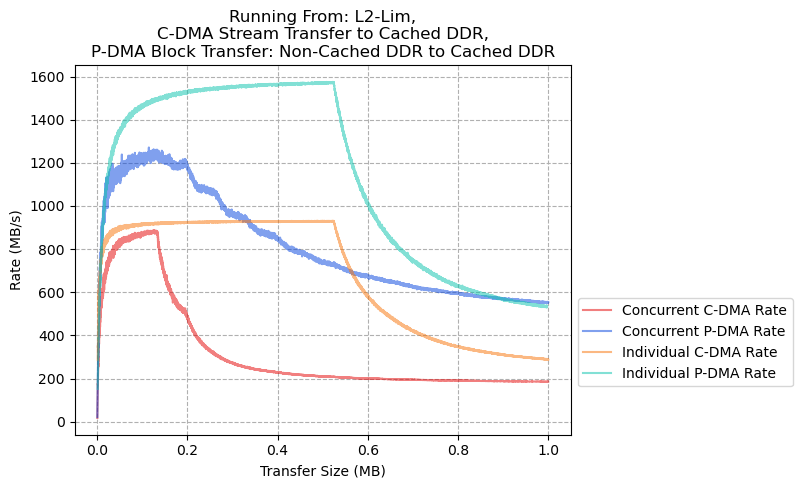 Running From: L2-Lim,
C-DMA Stream Transfer to Cached DDR,
P-DMA Block Transfer: Non-Cached DDR to Cached DDR
1600
1400
1200
1000
800
600
400
200
0
Rate (MB/s)
0.0 0.2 0.4 0.6 0.8 1.0
Transfer Size (MB)
Concurrent C-DMA Rate
Concurrent P-DMA Rate
Individual C-DMA Rate
Individual P-DMA Rate